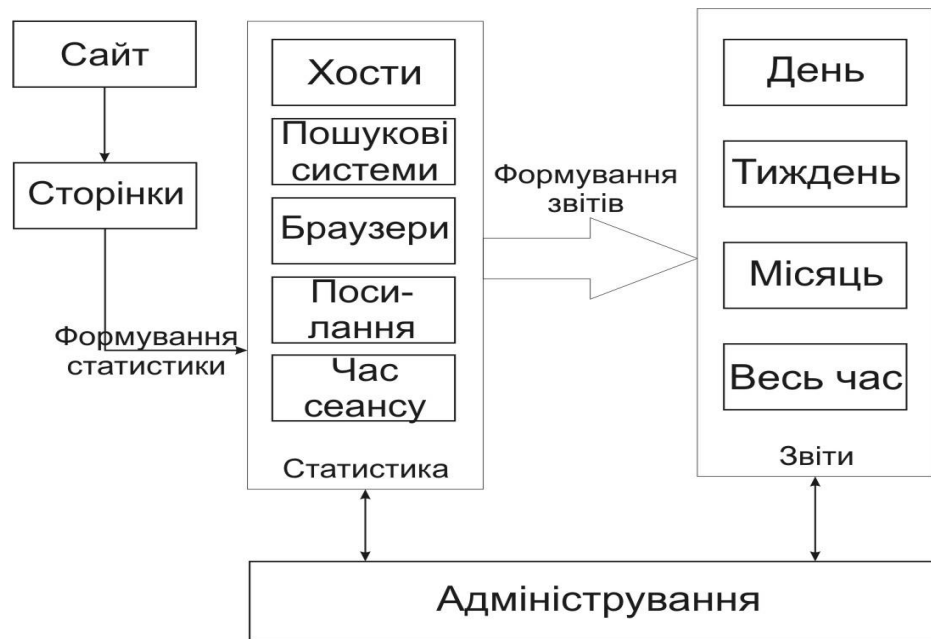 Сайт
Сторінки
Формування
статистики
Хости
Пошукові
системи
Браузери
Поси-
лання
Час
сеансу
Статистика
Формування
звітів
День
Тиждень
Місяць
Весь час
Звіти
Адміністрування